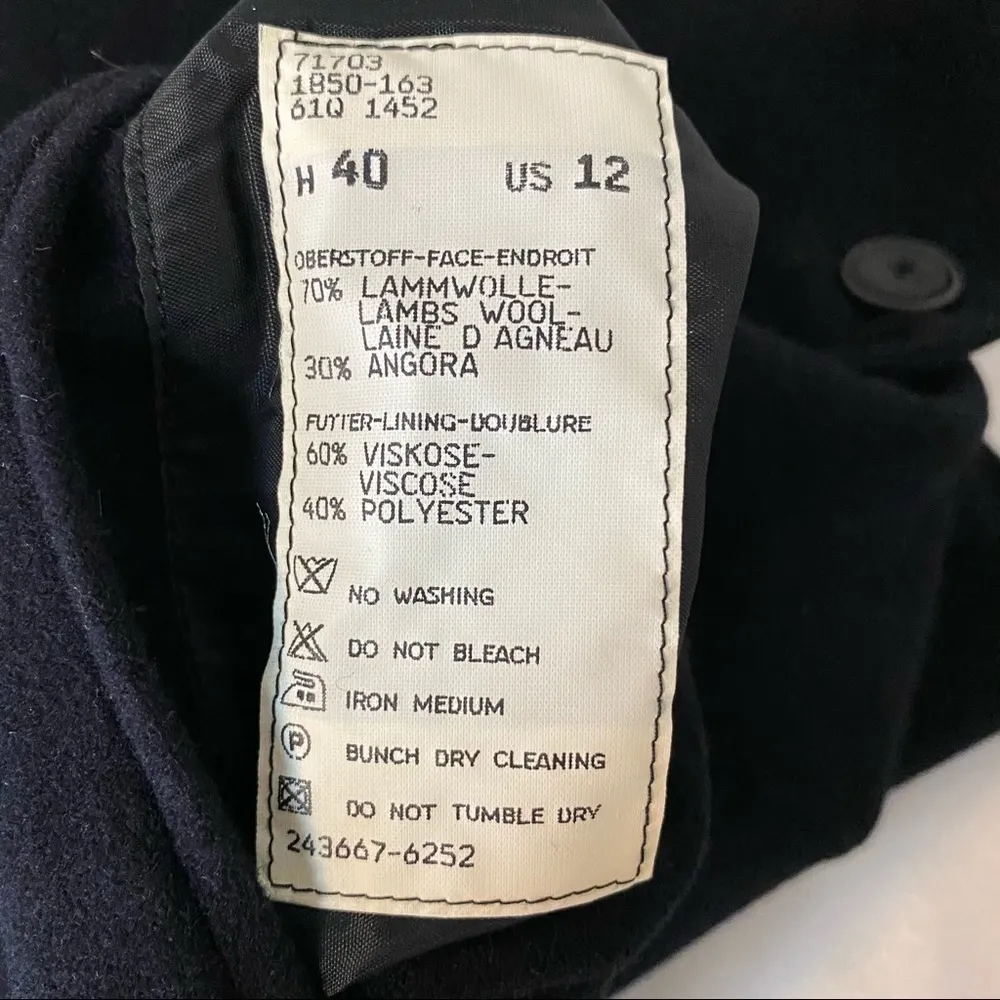 71703
1850-163
61Q 1452
H 40 US 12
OBERSTOFF-FACE-ENDROIT
70% LAMMWOLLE-
LAMBS WOOL-
LAINE D AGNEAU
30% ANGORA
FUTTER-LINING-DOUBLURE
60% VISKOSE-
VISCOSE
40% POLYESTER
NO WASHING
DO NOT BLEACH
IRON MEDIUM
P BUNCH DRY CLEANING
DO NOT TUMBLE DRY
243667-6252